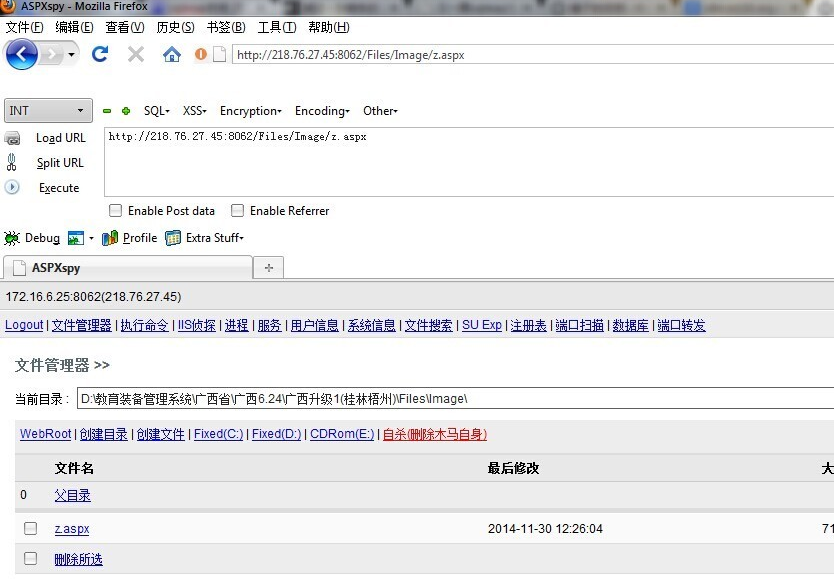 ASPXspy - Mozilla Firefox
文件(F) 编辑(E) 查看(V) 历史(S) 书签(B) 工具(T) 帮助(H)
http://218.76.27.45:8062/Files/Image/z.aspx
INT SQL XSS Encryption Encoding Other
Load URL
http://218.76.27.45:8062/Files/Image/z.aspx
Split URL
Execute
Enable Post data Enable Referrer
Debug Profile Extra Stuff
ASPXspy
172.16.6.25:8062(218.76.27.45)
Logout | 文件管理器 | 执行命令 | IIS侦探 | 进程 | 服务 | 用户信息 | 系统信息 | 文件搜索 | SU Exp | 注册表 | 端口扫描 | 数据库 | 端口转发
文件管理器 >>
当前目录 : D:\教育装备管理系统\广西省\广西6.24\广西升级1(桂林梧州)\Files\Image\
WebRoot | 创建目录 | 创建文件 | Fixed(C:) | Fixed(D:) | CDRom(E:) | 自杀(删除木马自身)
文件名 最后修改 大
0 父目录
z.aspx 2014-11-30 12:26:04 71
删除所选